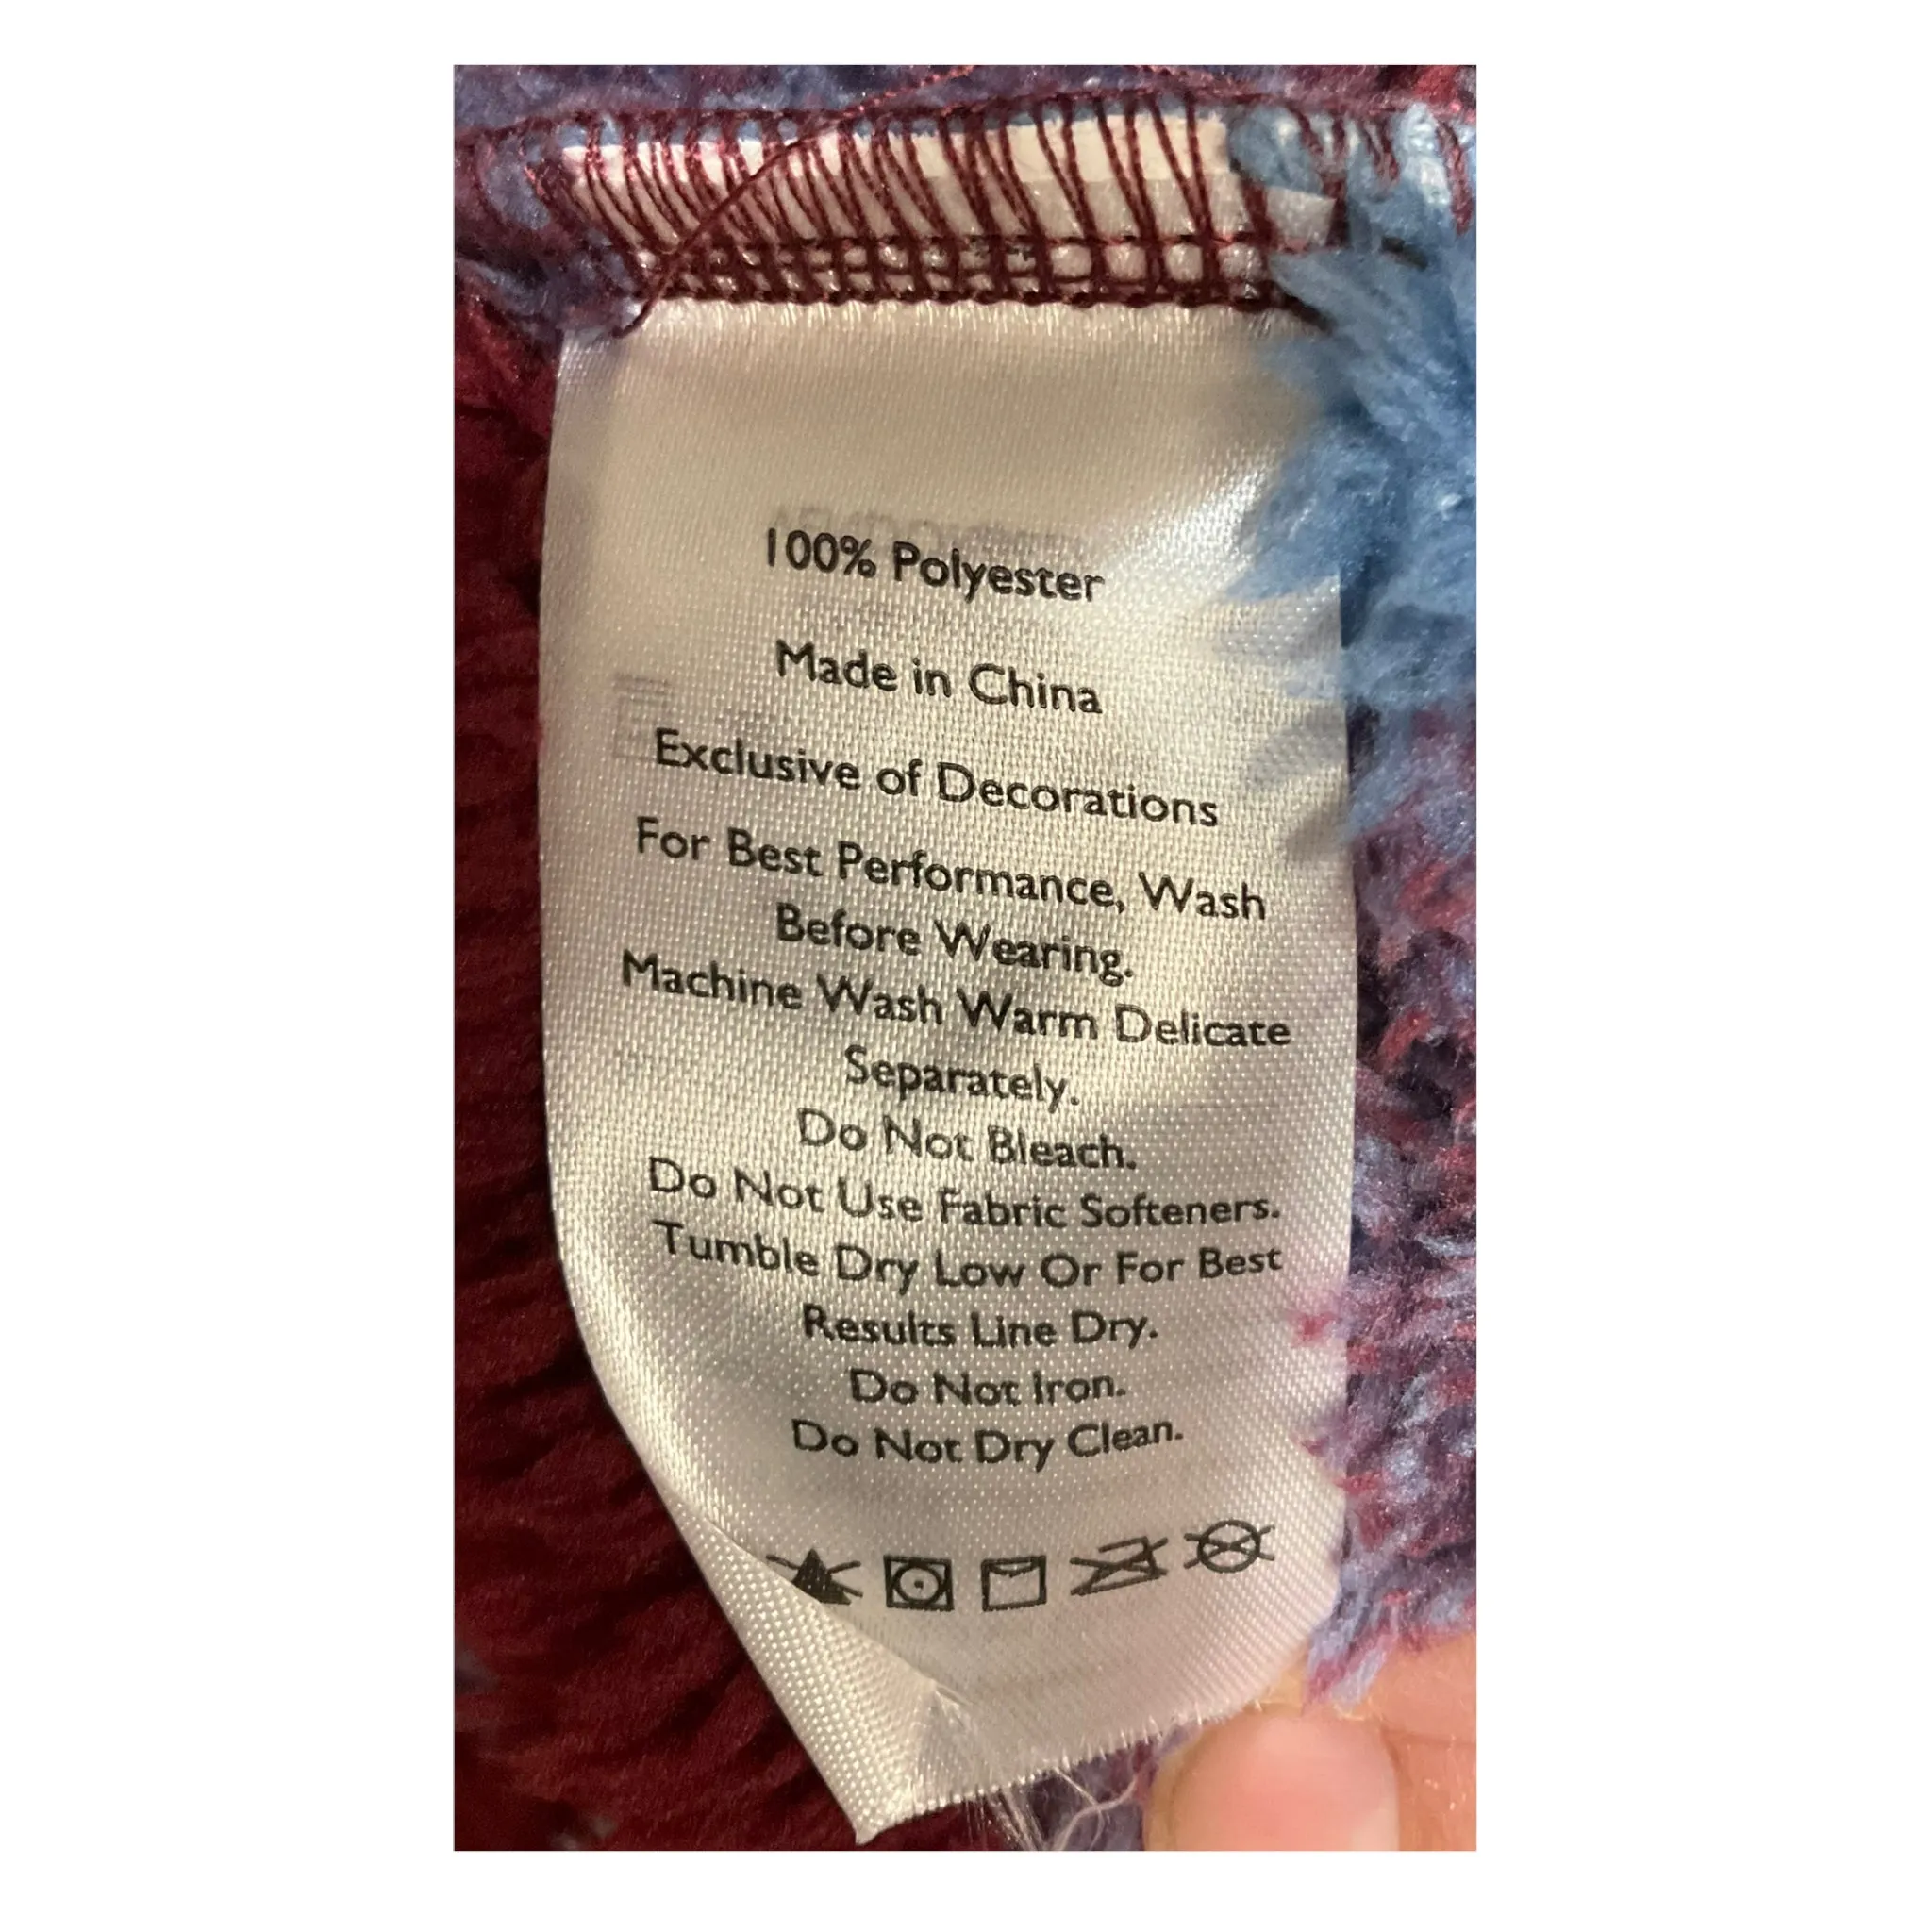 100% Polyester
Made in China
Exclusive of Decorations
For Best Performance, Wash
Before Wearing.
Machine Wash Warm Delicate
Separately.
Do Not Bleach.
Do Not Use Fabric Softeners.
Tumble Dry Low Or For Best
Results Line Dry.
Do Not Iron.
Do Not Dry Clean.